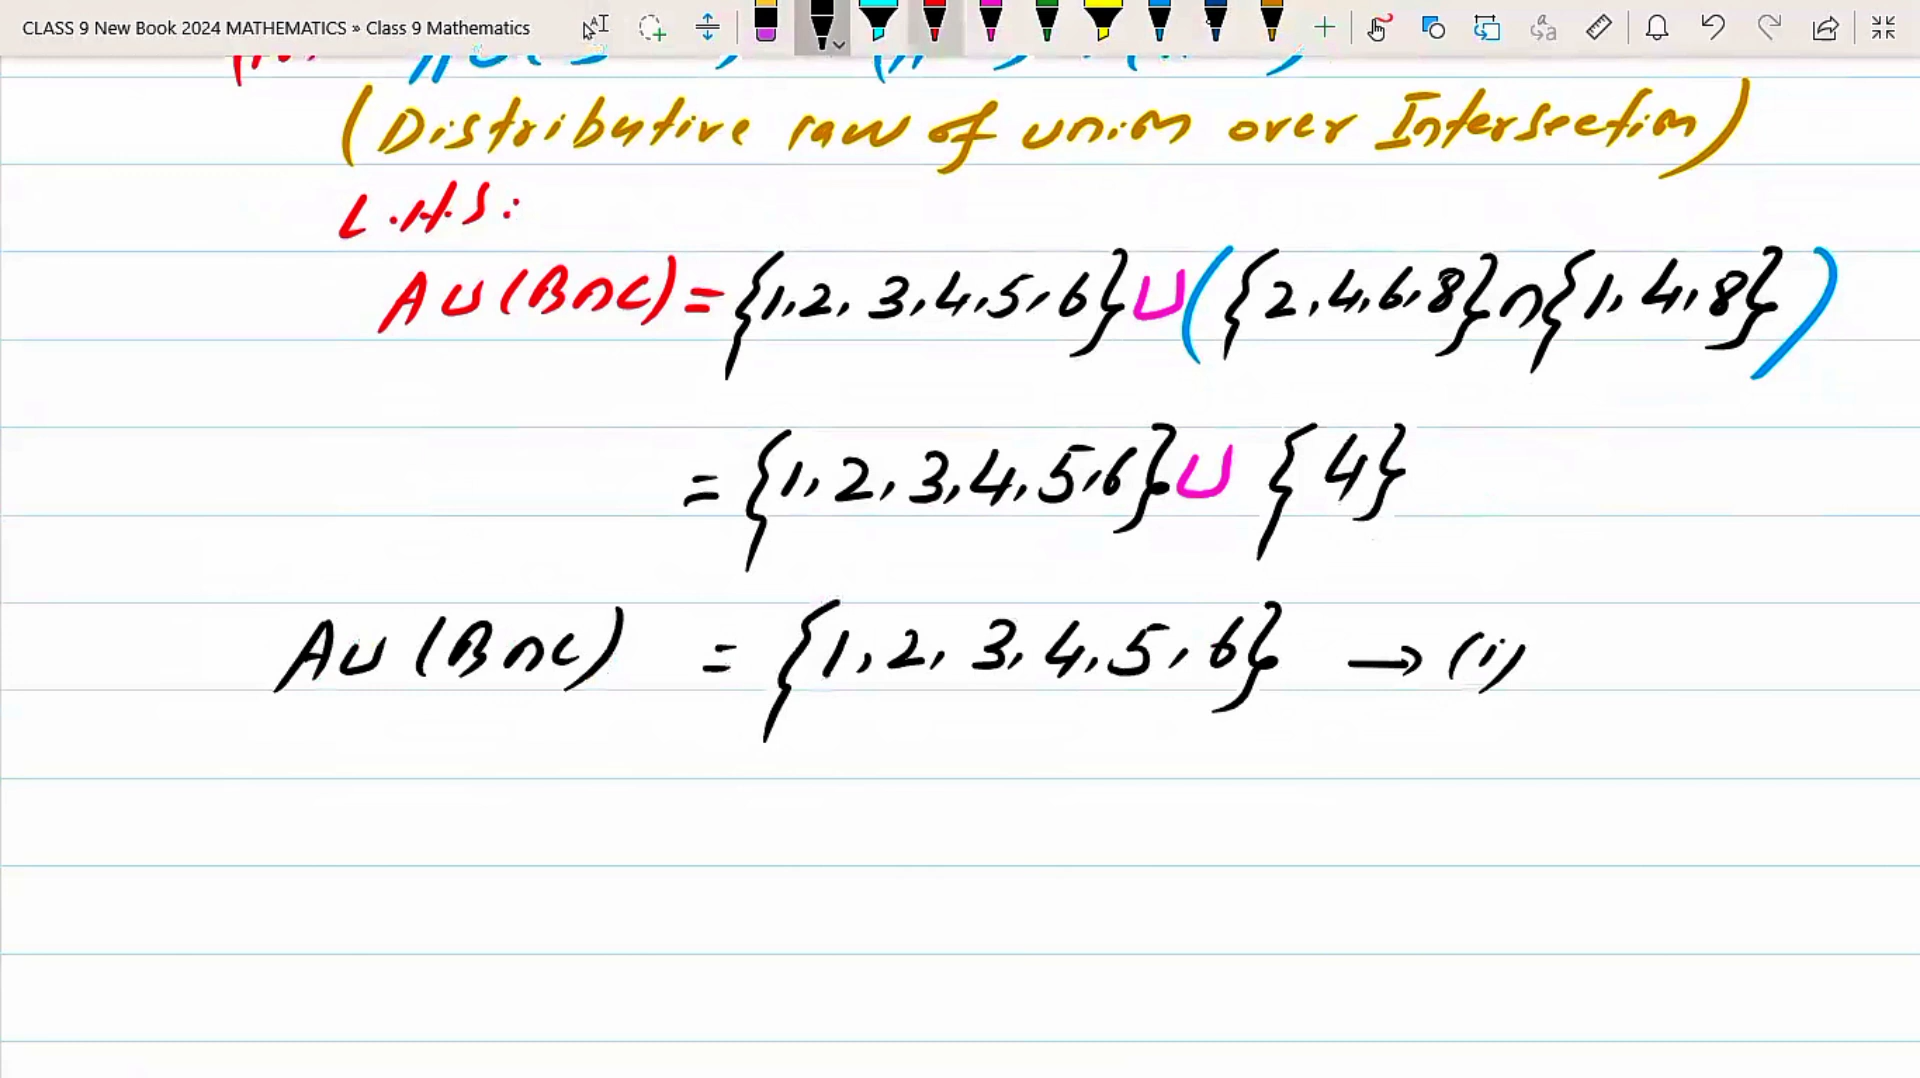 CLASS 9 New Book 2024 MATHEMATICS » Class 9 Mathematics
(Distributive law of union over Intersection)
L.H.S:
A∪(B∩C) = {1,2, 3,4,5,6} ∪ ({2,4,6,8} ∩ {1,4,8})
= {1,2,3,4,5,6} ∪ {4}
A∪(B∩C) = {1,2,3,4,5,6} → (i)